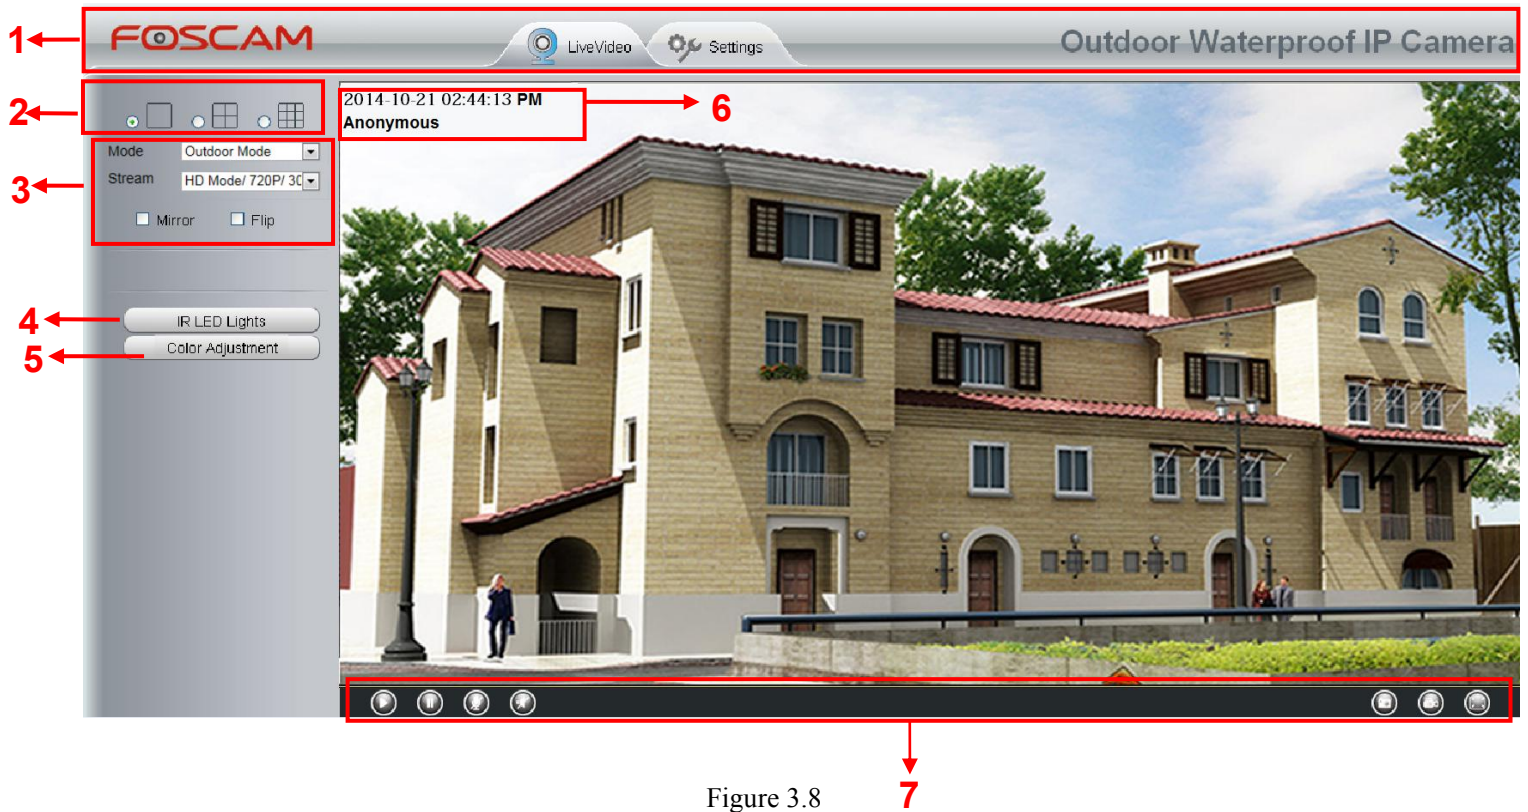 1
FOSCAM
LiveVideo
Settings
Outdoor Waterproof IP Camera
2
2014-10-21 02:44:13 PM
Anonymous
6
3
Mode
Outdoor Mode
Stream
HD Mode/ 720P/ 30
Mirror
Flip
4
IR LED Lights
5
Color Adjustment
7
Figure 3.8